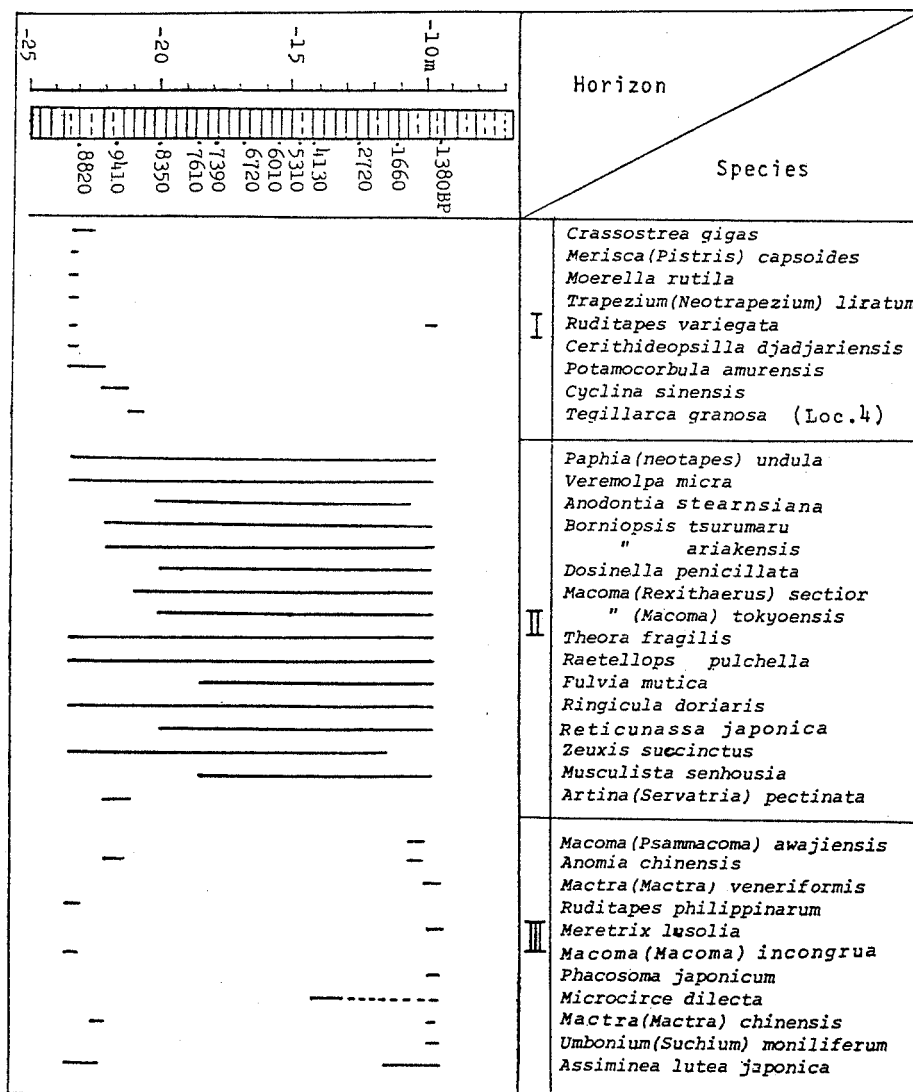 -25
-20
-15
-10m
.8820
.9410
.8350
.7610
.7390
.6720
.6010
.5310
.4130
.2720
-1660
-1380BP
Horizon
Species
I
Crassostrea gigas
Merisca(Pistris) capsoides
Moerella rutila
Trapezium(Neotrapezium) liratum
Ruditapes variegata
Cerithideopsilla djadjariensis
Potamocorbula amurensis
Cyclina sinensis
Tegillarca granosa (Loc.4)
II
Paphia(neotapes) undula
Veremolpa micra
Anodontia stearnsiana
Borniopsis tsurumaru
" ariakensis
Dosinella penicillata
Macoma(Rexithaerus) sectior
" (Macoma) tokyoensis
Theora fragilis
Raetellops pulchella
Fulvia mutica
Ringicula doriaris
Reticunassa japonica
Zeuxis succinctus
Musculista senhousia
Artina(Servatria) pectinata
III
Macoma(Psammacoma) awajiensis
Anomia chinensis
Mactra(Mactra) veneriformis
Ruditapes philippinarum
Meretrix lusolia
Macoma(Macoma) incongrua
Phacosoma japonicum
Microcirce dilecta
Mactra(Mactra) chinensis
Umbonium(Suchium) moniliferum
Assiminea lutea japonica